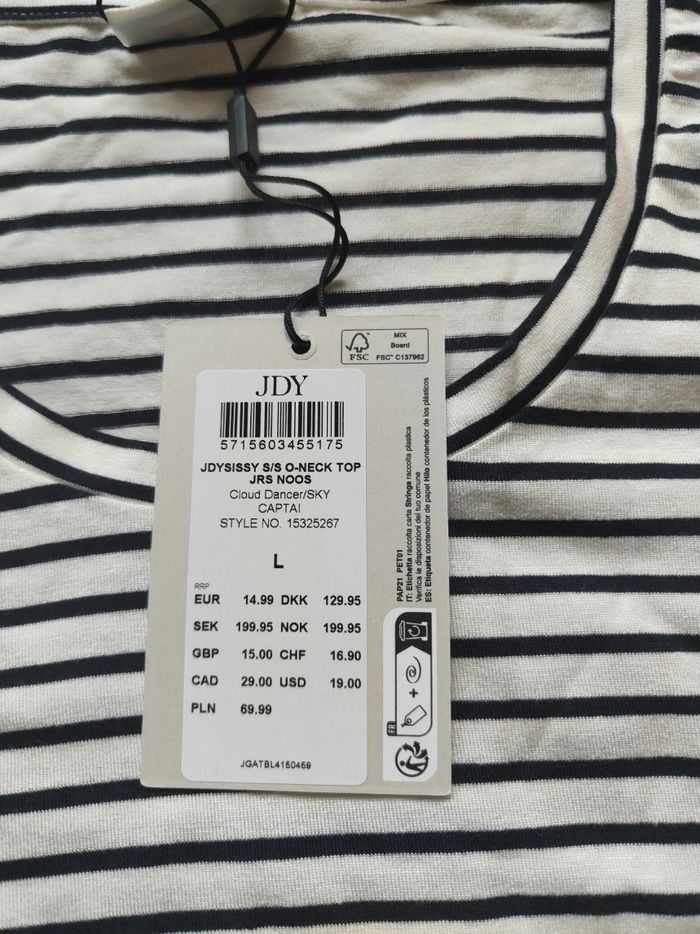 MIX
Board
FSC
FSC™ C137962
JDY
5715603455175
JDYSISSY S/S O-NECK TOP
JRS NOOS
Cloud Dancer/SKY
CAPTAI
STYLE NO. 15325267
L
RRP
EUR 14.99 DKK 129.95
SEK 199.95 NOK 199.95
GBP 15.00 CHF 16.90
CAD 29.00 USD 19.00
PLN 69.99
JGATBL4150459
PAP21 PET01
IT: Etichetta raccolta carta Stringa raccolta plastica
Verifica le disposizioni del tuo comune
ES: Etiqueta contenedor de papel Hilo contenedor de los plásticos
FR
+